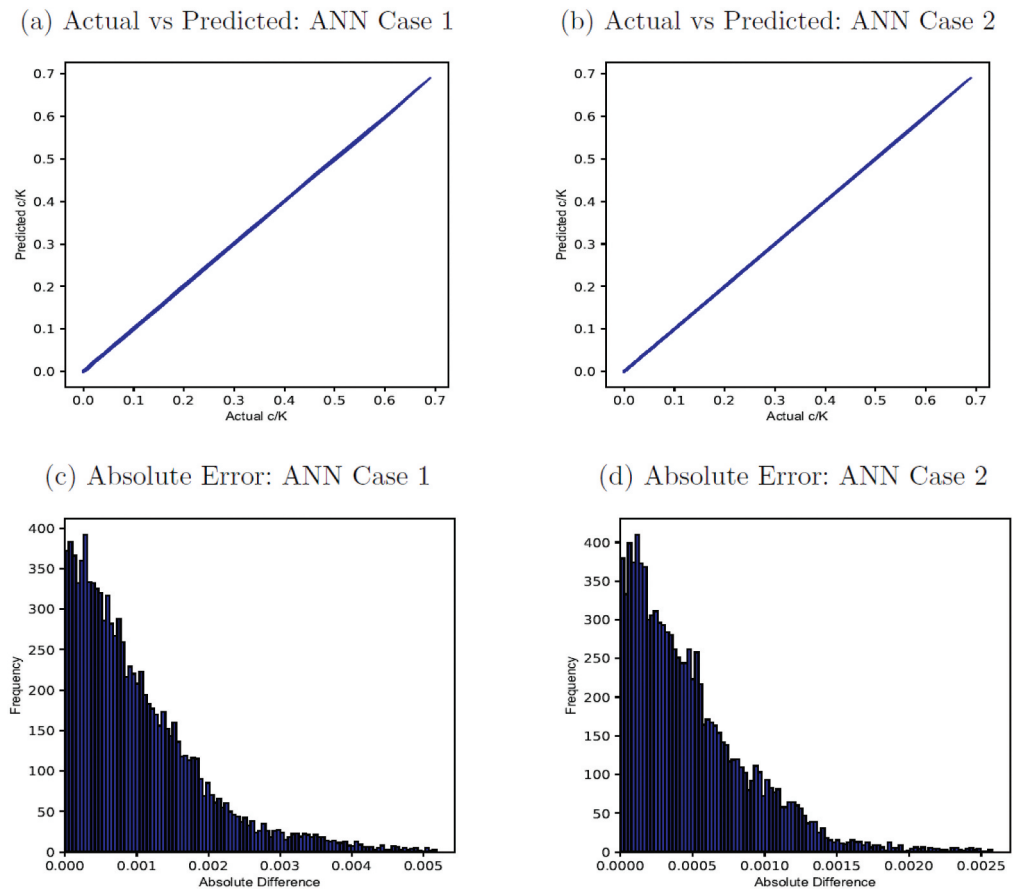 (a) Actual vs Predicted: ANN Case 1
(b) Actual vs Predicted: ANN Case 2
0.7
0.6
0.5
0.4
0.3
0.2
0.1
0.0
Predicted c/K
0.0 0.1 0.2 0.3 0.4 0.5 0.6 0.7
Actual c/K
0.7
0.6
0.5
0.4
0.3
0.2
0.1
0.0
Predicted c/K
0.0 0.1 0.2 0.3 0.4 0.5 0.6 0.7
Actual c/K
(c) Absolute Error: ANN Case 1
(d) Absolute Error: ANN Case 2
400
350
300
250
200
150
100
50
0
Frequency
0.000 0.001 0.002 0.003 0.004 0.005
Absolute Difference
400
350
300
250
200
150
100
50
0
Frequency
0.0000 0.0005 0.0010 0.0015 0.0020 0.0025
Absolute Difference